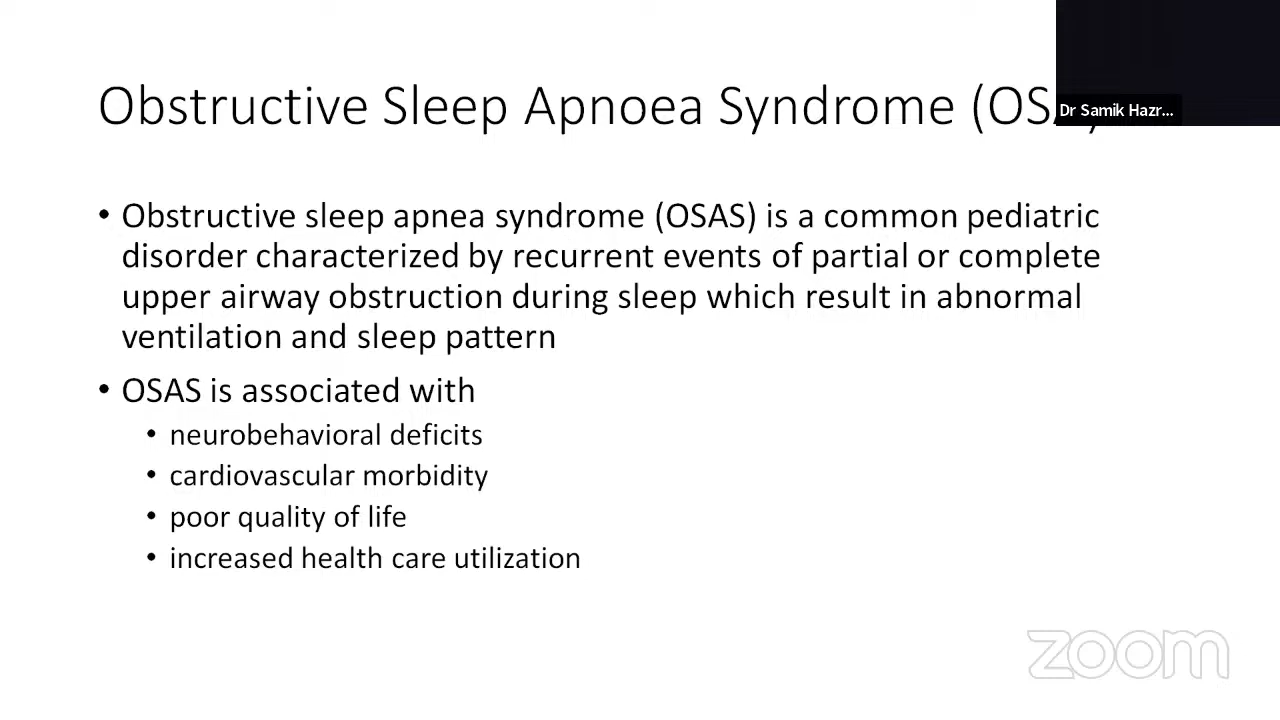 Obstructive Sleep Apnoea Syndrome (OSA
Dr Samik Hazr...
• Obstructive sleep apnea syndrome (OSAS) is a common pediatric
disorder characterized by recurrent events of partial or complete
upper airway obstruction during sleep which result in abnormal
ventilation and sleep pattern
• OSAS is associated with
• neurobehavioral deficits
• cardiovascular morbidity
• poor quality of life
• increased health care utilization
zoom